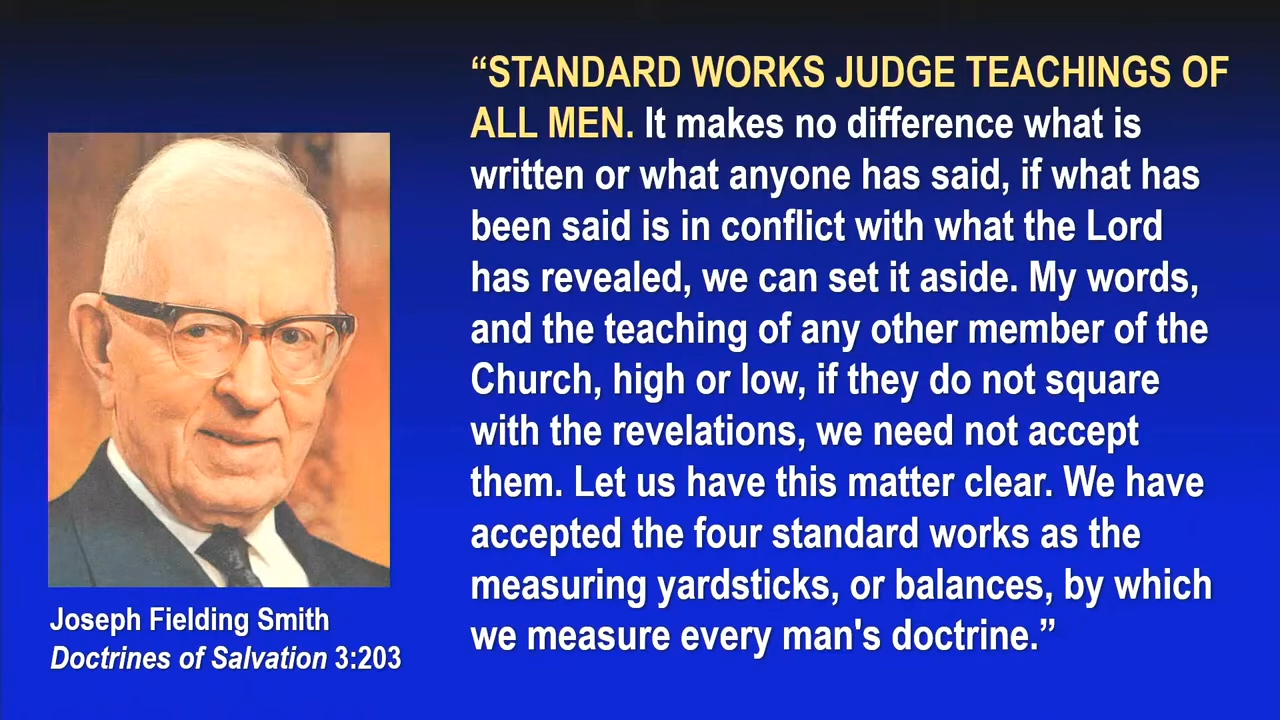 “STANDARD WORKS JUDGE TEACHINGS OF
ALL MEN. It makes no difference what is
written or what anyone has said, if what has
been said is in conflict with what the Lord
has revealed, we can set it aside. My words,
and the teaching of any other member of the
Church, high or low, if they do not square
with the revelations, we need not accept
them. Let us have this matter clear. We have
accepted the four standard works as the
measuring yardsticks, or balances, by which
we measure every man's doctrine.”
Joseph Fielding Smith
Doctrines of Salvation 3:203